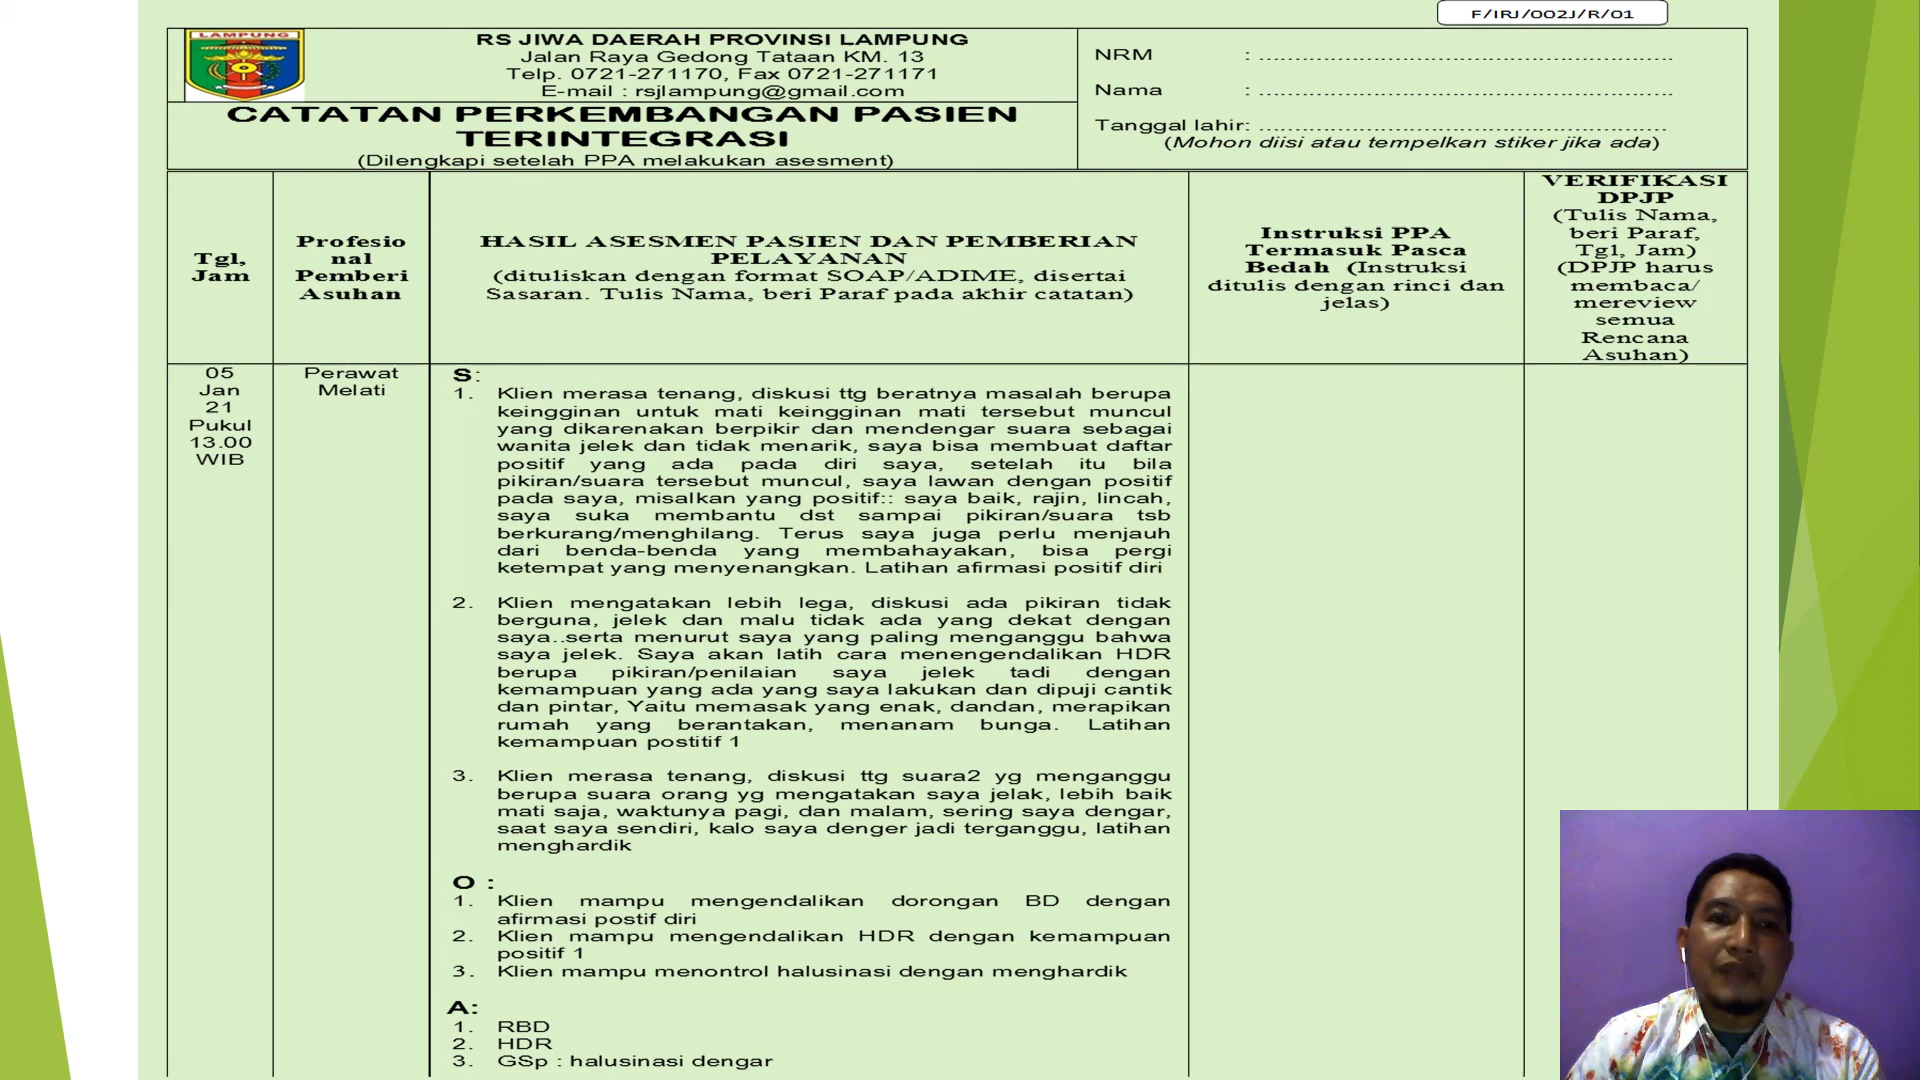 F/IRJ/002J/R/01
LAMPUNG
RS JIWA DAERAH PROVINSI LAMPUNG
Jalan Raya Gedong Tataan KM. 13
Telp. 0721-271170, Fax 0721-271171
E-mail : rsjlampung@gmail.com
CATATAN PERKEMBANGAN PASIEN
TERINTEGRASI
(Dilengkapi setelah PPA melakukan asesment)
NRM : ..........................................................
Nama : ..........................................................
Tanggal lahir: ..........................................................
(Mohon diisi atau tempelkan stiker jika ada)
Tgl,
Jam
Profesio
nal
Pemberi
Asuhan
HASIL ASESMEN PASIEN DAN PEMBERIAN
PELAYANAN
(dituliskan dengan format SOAP/ADIME, disertai
Sasaran. Tulis Nama, beri Paraf pada akhir catatan)
Instruksi PPA
Termasuk Pasca
Bedah (Instruksi
ditulis dengan rinci dan
jelas)
VERIFIKASI
DPJP
(Tulis Nama,
beri Paraf,
Tgl, Jam)
(DPJP harus
membaca/
mereview
semua
Rencana
Asuhan)
05
Jan
21
Pukul
13.00
WIB
Perawat
Melati
S:
1. Klien merasa tenang, diskusi ttg beratnya masalah berupa
keingginan untuk mati keingginan mati tersebut muncul
yang dikarenakan berpikir dan mendengar suara sebagai
wanita jelek dan tidak menarik, saya bisa membuat daftar
positif yang ada pada diri saya, setelah itu bila
pikiran/suara tersebut muncul, saya lawan dengan positif
pada saya, misalkan yang positif:: saya baik, rajin, lincah,
saya suka membantu dst sampai pikiran/suara tsb
berkurang/menghilang. Terus saya juga perlu menjauh
dari benda-benda yang membahayakan, bisa pergi
ketempat yang menyenangkan. Latihan afirmasi positif diri
2. Klien mengatakan lebih lega, diskusi ada pikiran tidak
berguna, jelek dan malu tidak ada yang dekat dengan
saya..serta menurut saya yang paling menganggu bahwa
saya jelek. Saya akan latih cara menengendalikan HDR
berupa pikiran/penilaian saya jelek tadi dengan
kemampuan yang ada yang saya lakukan dan dipuji cantik
dan pintar, Yaitu memasak yang enak, dandan, merapikan
rumah yang berantakan, menanam bunga. Latihan
kemampuan postitif 1
3. Klien merasa tenang, diskusi ttg suara2 yg menganggu
berupa suara orang yg mengatakan saya jelak, lebih baik
mati saja, waktunya pagi, dan malam, sering saya dengar,
saat saya sendiri, kalo saya denger jadi terganggu, latihan
menghardik
O :
1. Klien mampu mengendalikan dorongan BD dengan
afirmasi postif diri
2. Klien mampu mengendalikan HDR dengan kemampuan
positif 1
3. Klien mampu menontrol halusinasi dengan menghardik
A:
1. RBD
2. HDR
3. GSp : halusinasi dengar